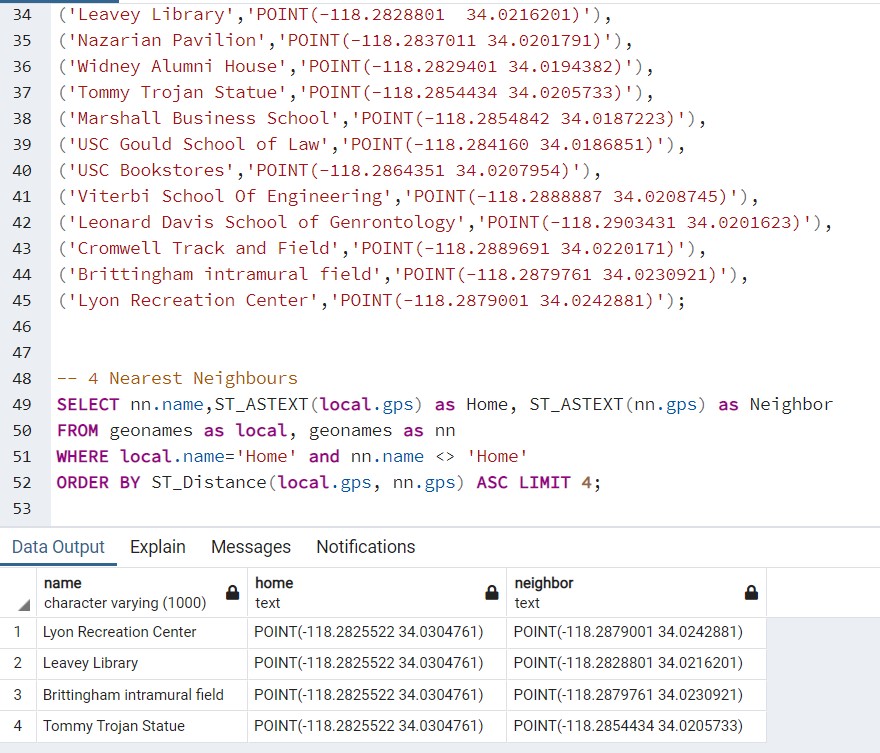 34 ('Leavey Library','POINT(-118.2828801  34.0216201)'),
35 ('Nazarian Pavilion','POINT(-118.2837011 34.0201791)'),
36 ('Widney Alumni House','POINT(-118.2829401 34.0194382)'),
37 ('Tommy Trojan Statue','POINT(-118.2854434 34.0205733)'),
38 ('Marshall Business School','POINT(-118.2854842 34.0187223)'),
39 ('USC Gould School of Law','POINT(-118.284160 34.0186851)'),
40 ('USC Bookstores','POINT(-118.2864351 34.0207954)'),
41 ('Viterbi School Of Engineering','POINT(-118.2888887 34.0208745)'),
42 ('Leonard Davis School of Genrontology','POINT(-118.2903431 34.0201623)'),
43 ('Cromwell Track and Field','POINT(-118.2889691 34.0220171)'),
44 ('Brittingham intramural field','POINT(-118.2879761 34.0230921)'),
45 ('Lyon Recreation Center','POINT(-118.2879001 34.0242881)');
46
47
48 -- 4 Nearest Neighbours
49 SELECT nn.name,ST_ASTEXT(local.gps) as Home, ST_ASTEXT(nn.gps) as Neighbor
50 FROM geonames as local, geonames as nn
51 WHERE local.name='Home' and nn.name <> 'Home'
52 ORDER BY ST_Distance(local.gps, nn.gps) ASC LIMIT 4;
53
Data Output Explain Messages Notifications
name home neighbor
character varying (1000) text text
1 Lyon Recreation Center POINT(-118.2825522 34.0304761) POINT(-118.2879001 34.0242881)
2 Leavey Library POINT(-118.2825522 34.0304761) POINT(-118.2828801 34.0216201)
3 Brittingham intramural field POINT(-118.2825522 34.0304761) POINT(-118.2879761 34.0230921)
4 Tommy Trojan Statue POINT(-118.2825522 34.0304761) POINT(-118.2854434 34.0205733)